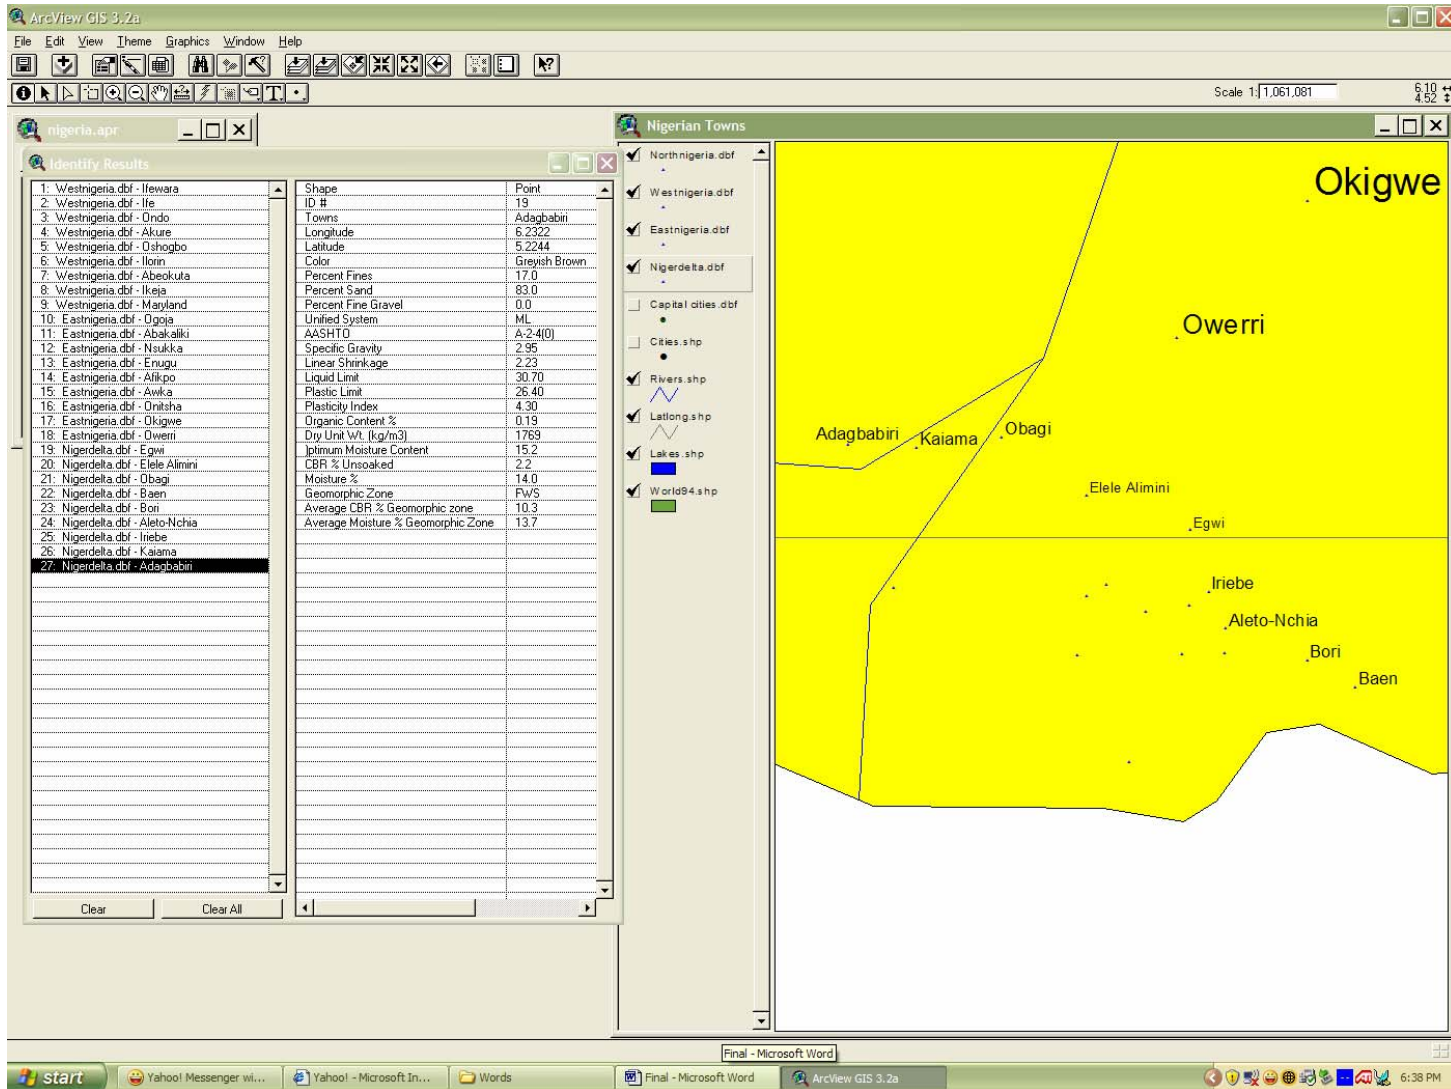 ArcView GIS 3.2a
File Edit View Theme Graphics Window Help
Scale 1: 1,061,081
6.10
4.52
nigeria.apr
Identify Results
1: Westnigeria.dbf - Ifewara
2: Westnigeria.dbf - Ife
3: Westnigeria.dbf - Ondo
4: Westnigeria.dbf - Akure
5: Westnigeria.dbf - Oshogbo
6: Westnigeria.dbf - Ilorin
7: Westnigeria.dbf - Abeokuta
8: Westnigeria.dbf - Ikeja
9: Westnigeria.dbf - Maryland
10: Eastnigeria.dbf - Ogoja
11: Eastnigeria.dbf - Abakaliki
12: Eastnigeria.dbf - Nsukka
13: Eastnigeria.dbf - Enugu
14: Eastnigeria.dbf - Afikpo
15: Eastnigeria.dbf - Awka
16: Eastnigeria.dbf - Onitsha
17: Eastnigeria.dbf - Okigwe
18: Eastnigeria.dbf - Owerri
19: Nigerdelta.dbf - Egwi
20: Nigerdelta.dbf - Elele Alimini
21: Nigerdelta.dbf - Obagi
22: Nigerdelta.dbf - Baen
23: Nigerdelta.dbf - Bori
24: Nigerdelta.dbf - Aleto-Nchia
25: Nigerdelta.dbf - Iriebe
26: Nigerdelta.dbf - Kaiama
27: Nigerdelta.dbf - Adagbabiri
Clear Clear All
Shape Point
ID # 19
Towns Adagbabiri
Longitude 6.2322
Latitude 5.2244
Color Greyish Brown
Percent Fines 17.0
Percent Sand 83.0
Percent Fine Gravel 0.0
Unified System ML
AASHTO A-2-4(0)
Specific Gravity 2.95
Linear Shrinkage 2.23
Liquid Limit 30.70
Plastic Limit 26.40
Plasticity Index 4.30
Organic Content % 0.19
Dry Unit Wt. (kg/m3) 1769
)ptimum Moisture Content 15.2
CBR % Unsoaked 2.2
Moisture % 14.0
Geomorphic Zone FWS
Average CBR % Geomorphic zone 10.3
Average Moisture % Geomorphic Zone 13.7
Nigerian Towns
Northnigeria.dbf
Westnigeria.dbf
Eastnigeria.dbf
Nigerdelta.dbf
Capital cities.dbf
Cities.shp
Rivers.shp
Latlong.shp
Lakes.shp
World94.shp
Okigwe
Owerri
Adagbabiri
Kaiama
Obagi
Elele Alimini
Egwi
Iriebe
Aleto-Nchia
Bori
Baen
Final - Microsoft Word
start
Yahoo! Messenger wi...
Yahoo! - Microsoft In...
Words
Final - Microsoft Word
ArcView GIS 3.2a
6:38 PM